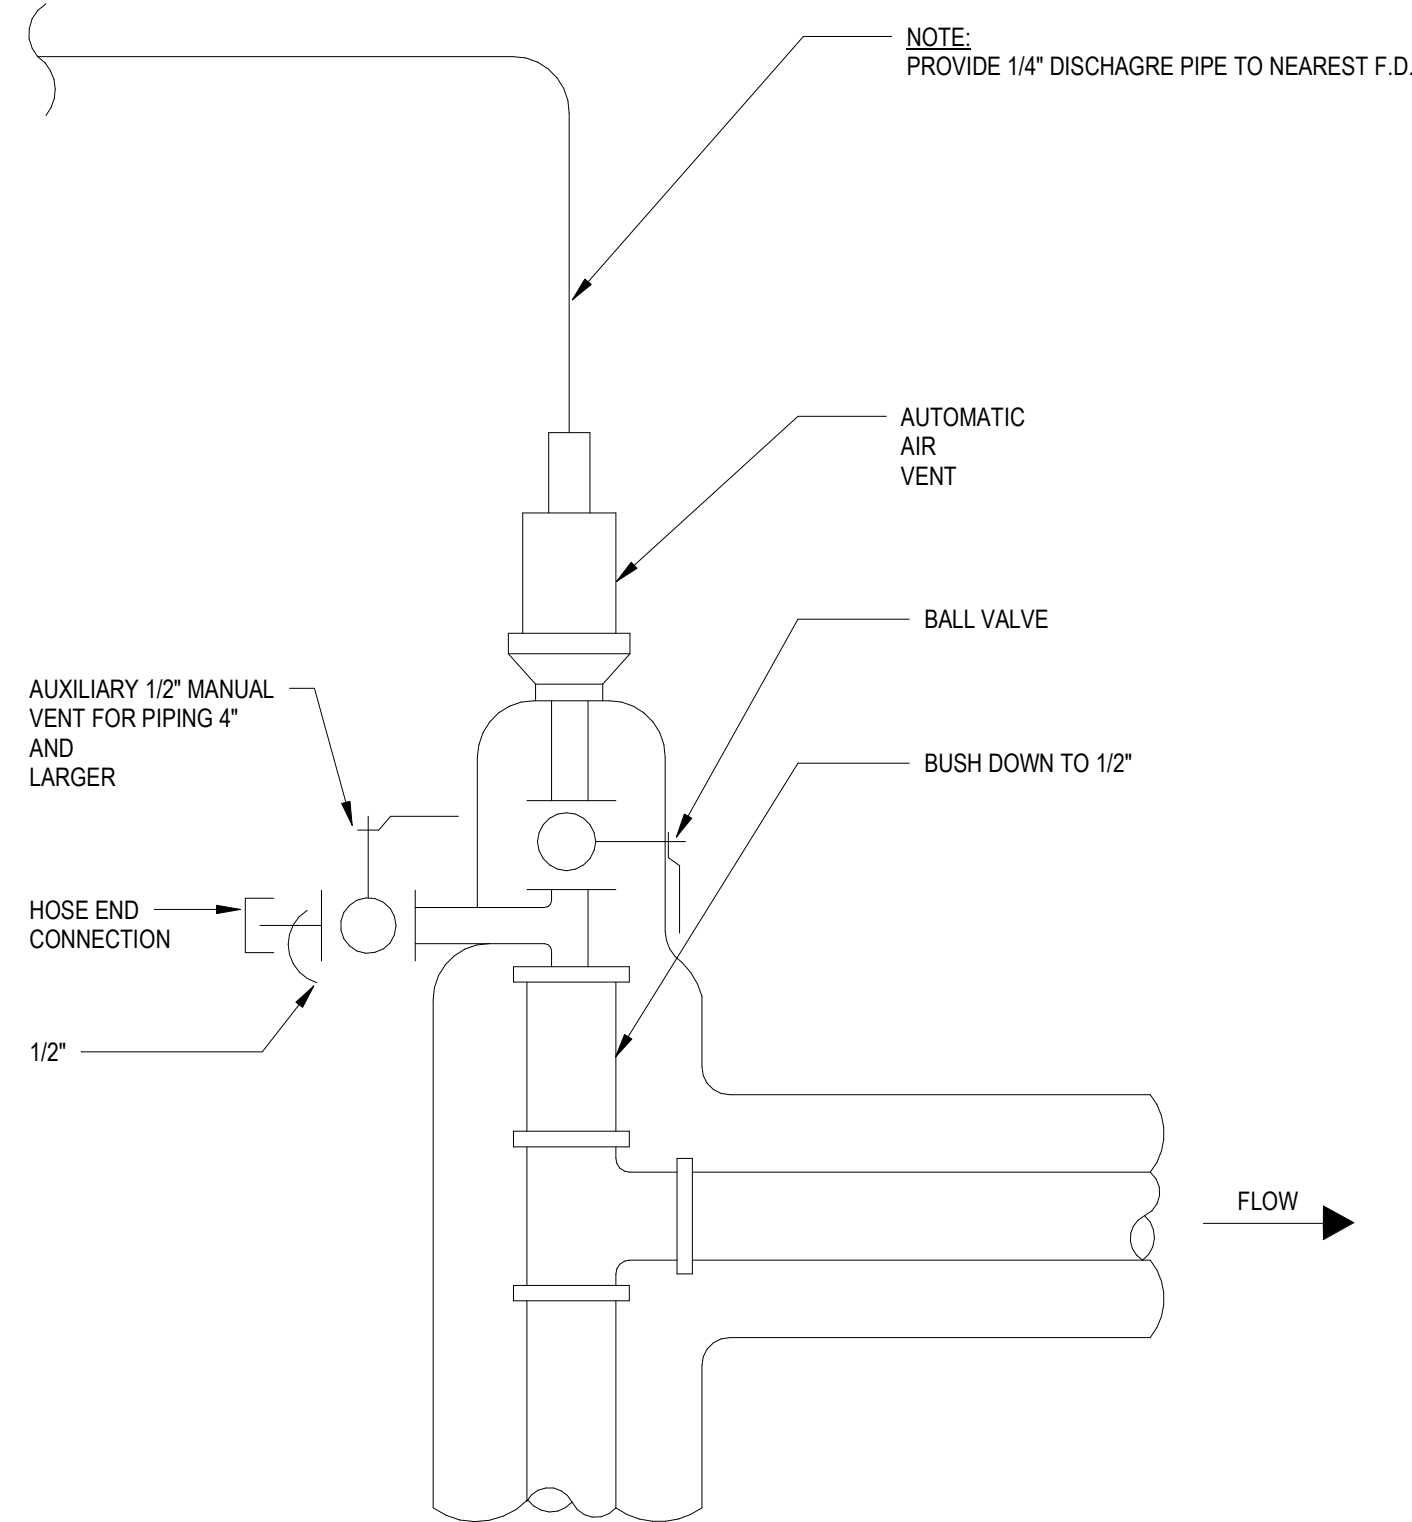 NOTE:
PROVIDE 1/4" DISCHAGRE PIPE TO NEAREST F.D.
AUTOMATIC
AIR
VENT
BALL VALVE
AUXILIARY 1/2" MANUAL
VENT FOR PIPING 4"
AND
LARGER
BUSH DOWN TO 1/2"
HOSE END
CONNECTION
1/2"
FLOW